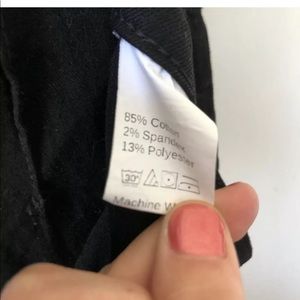 85% Cotton
2% Spandex
13% Polyester
30°
Machine W